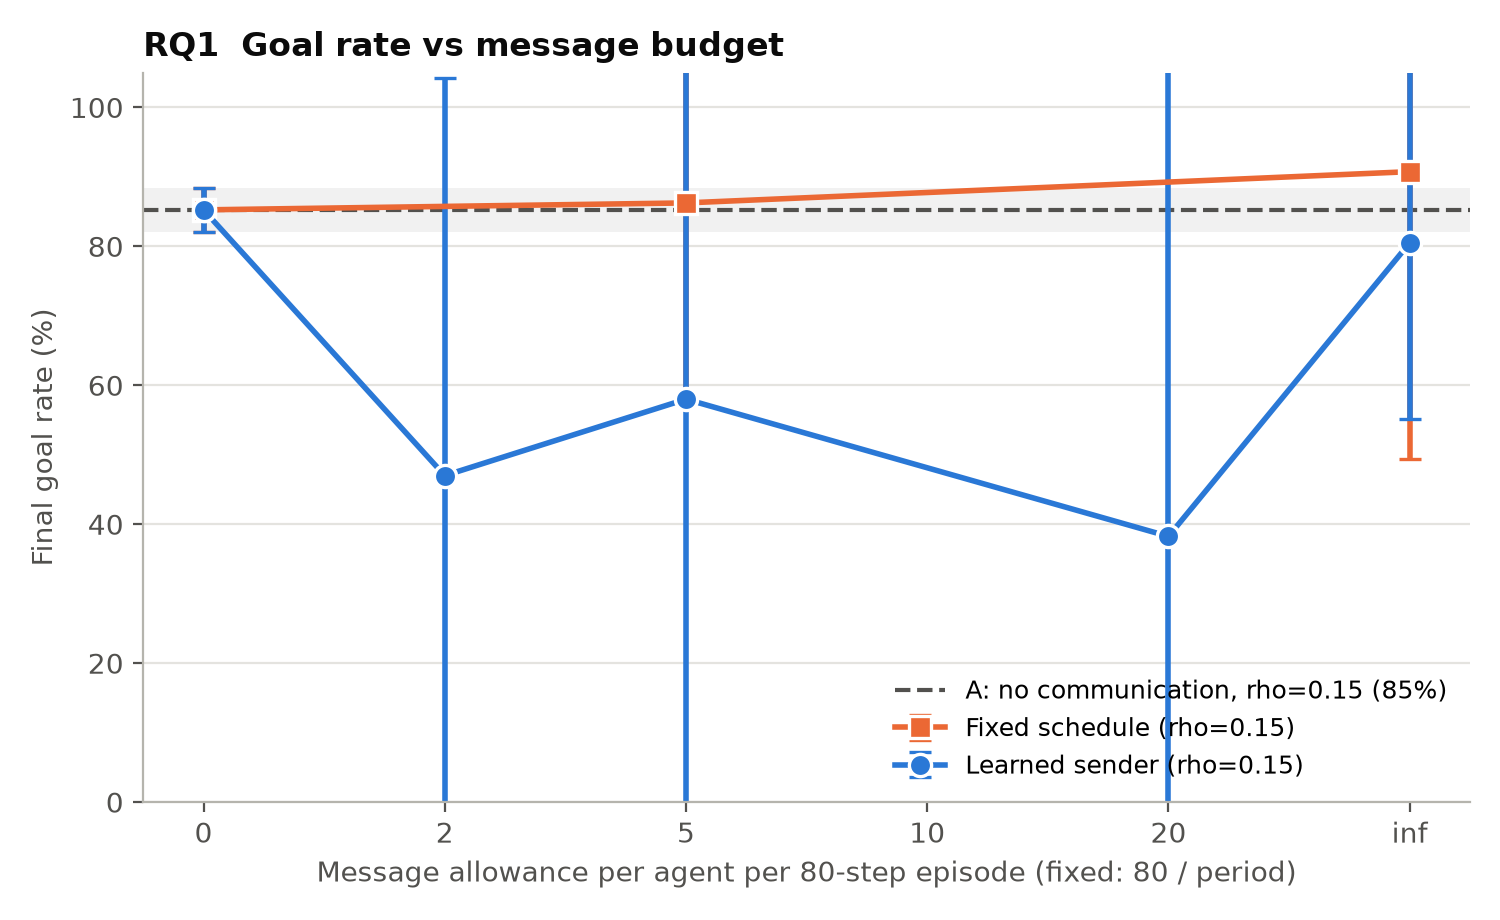 RQ1  Goal rate vs message budget
100
80
60
40
20
0
Final goal rate (%)
A: no communication, rho=0.15 (85%)
Fixed schedule (rho=0.15)
Learned sender (rho=0.15)
0 2 5 10 20 inf
Message allowance per agent per 80-step episode (fixed: 80 / period)